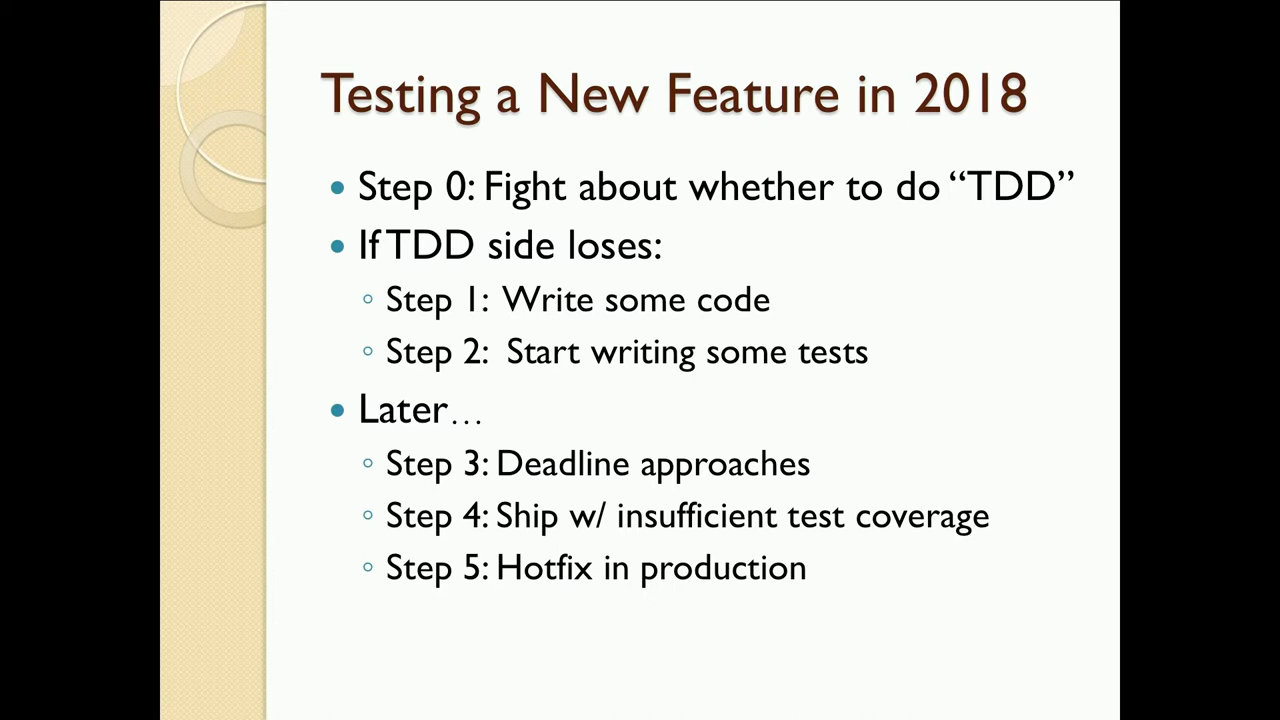 Testing a New Feature in 2018
• Step 0: Fight about whether to do “TDD”
• If TDD side loses:
◦ Step 1: Write some code
◦ Step 2: Start writing some tests
• Later…
◦ Step 3: Deadline approaches
◦ Step 4: Ship w/ insufficient test coverage
◦ Step 5: Hotfix in production